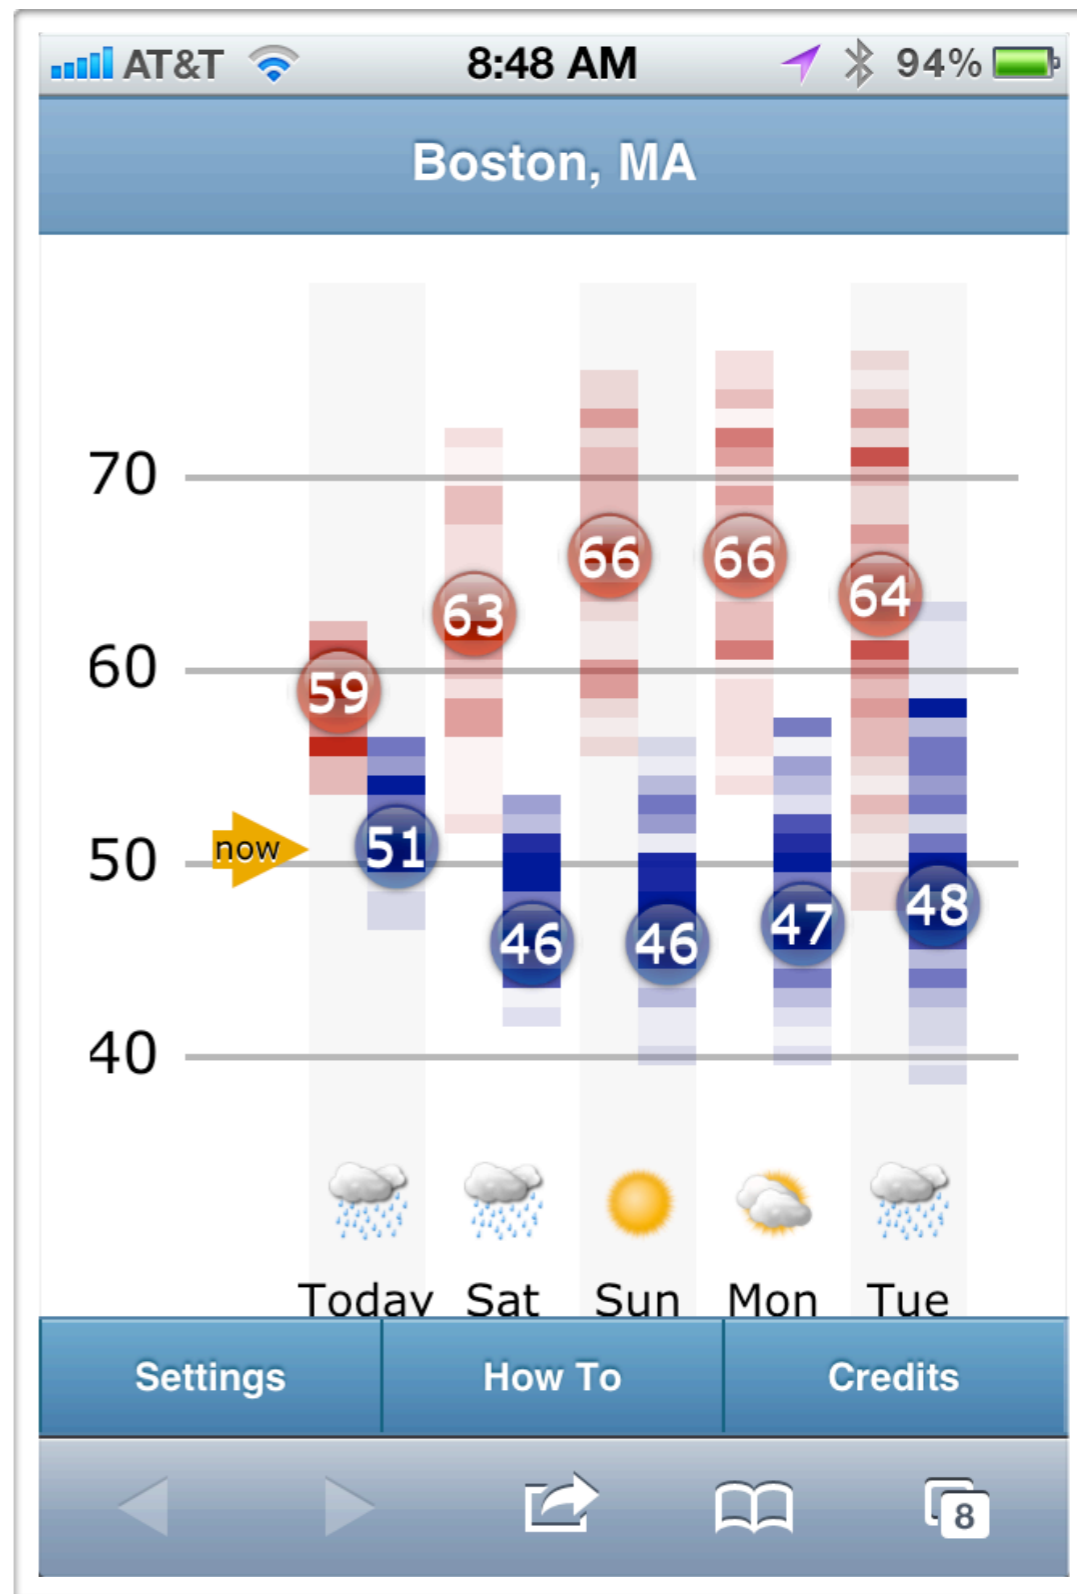 AT&T 8:48 AM 94%
Boston, MA
70
60
50
40
now
59 63 66 66 64
51 46 46 47 48
Today Sat Sun Mon Tue
Settings How To Credits
8